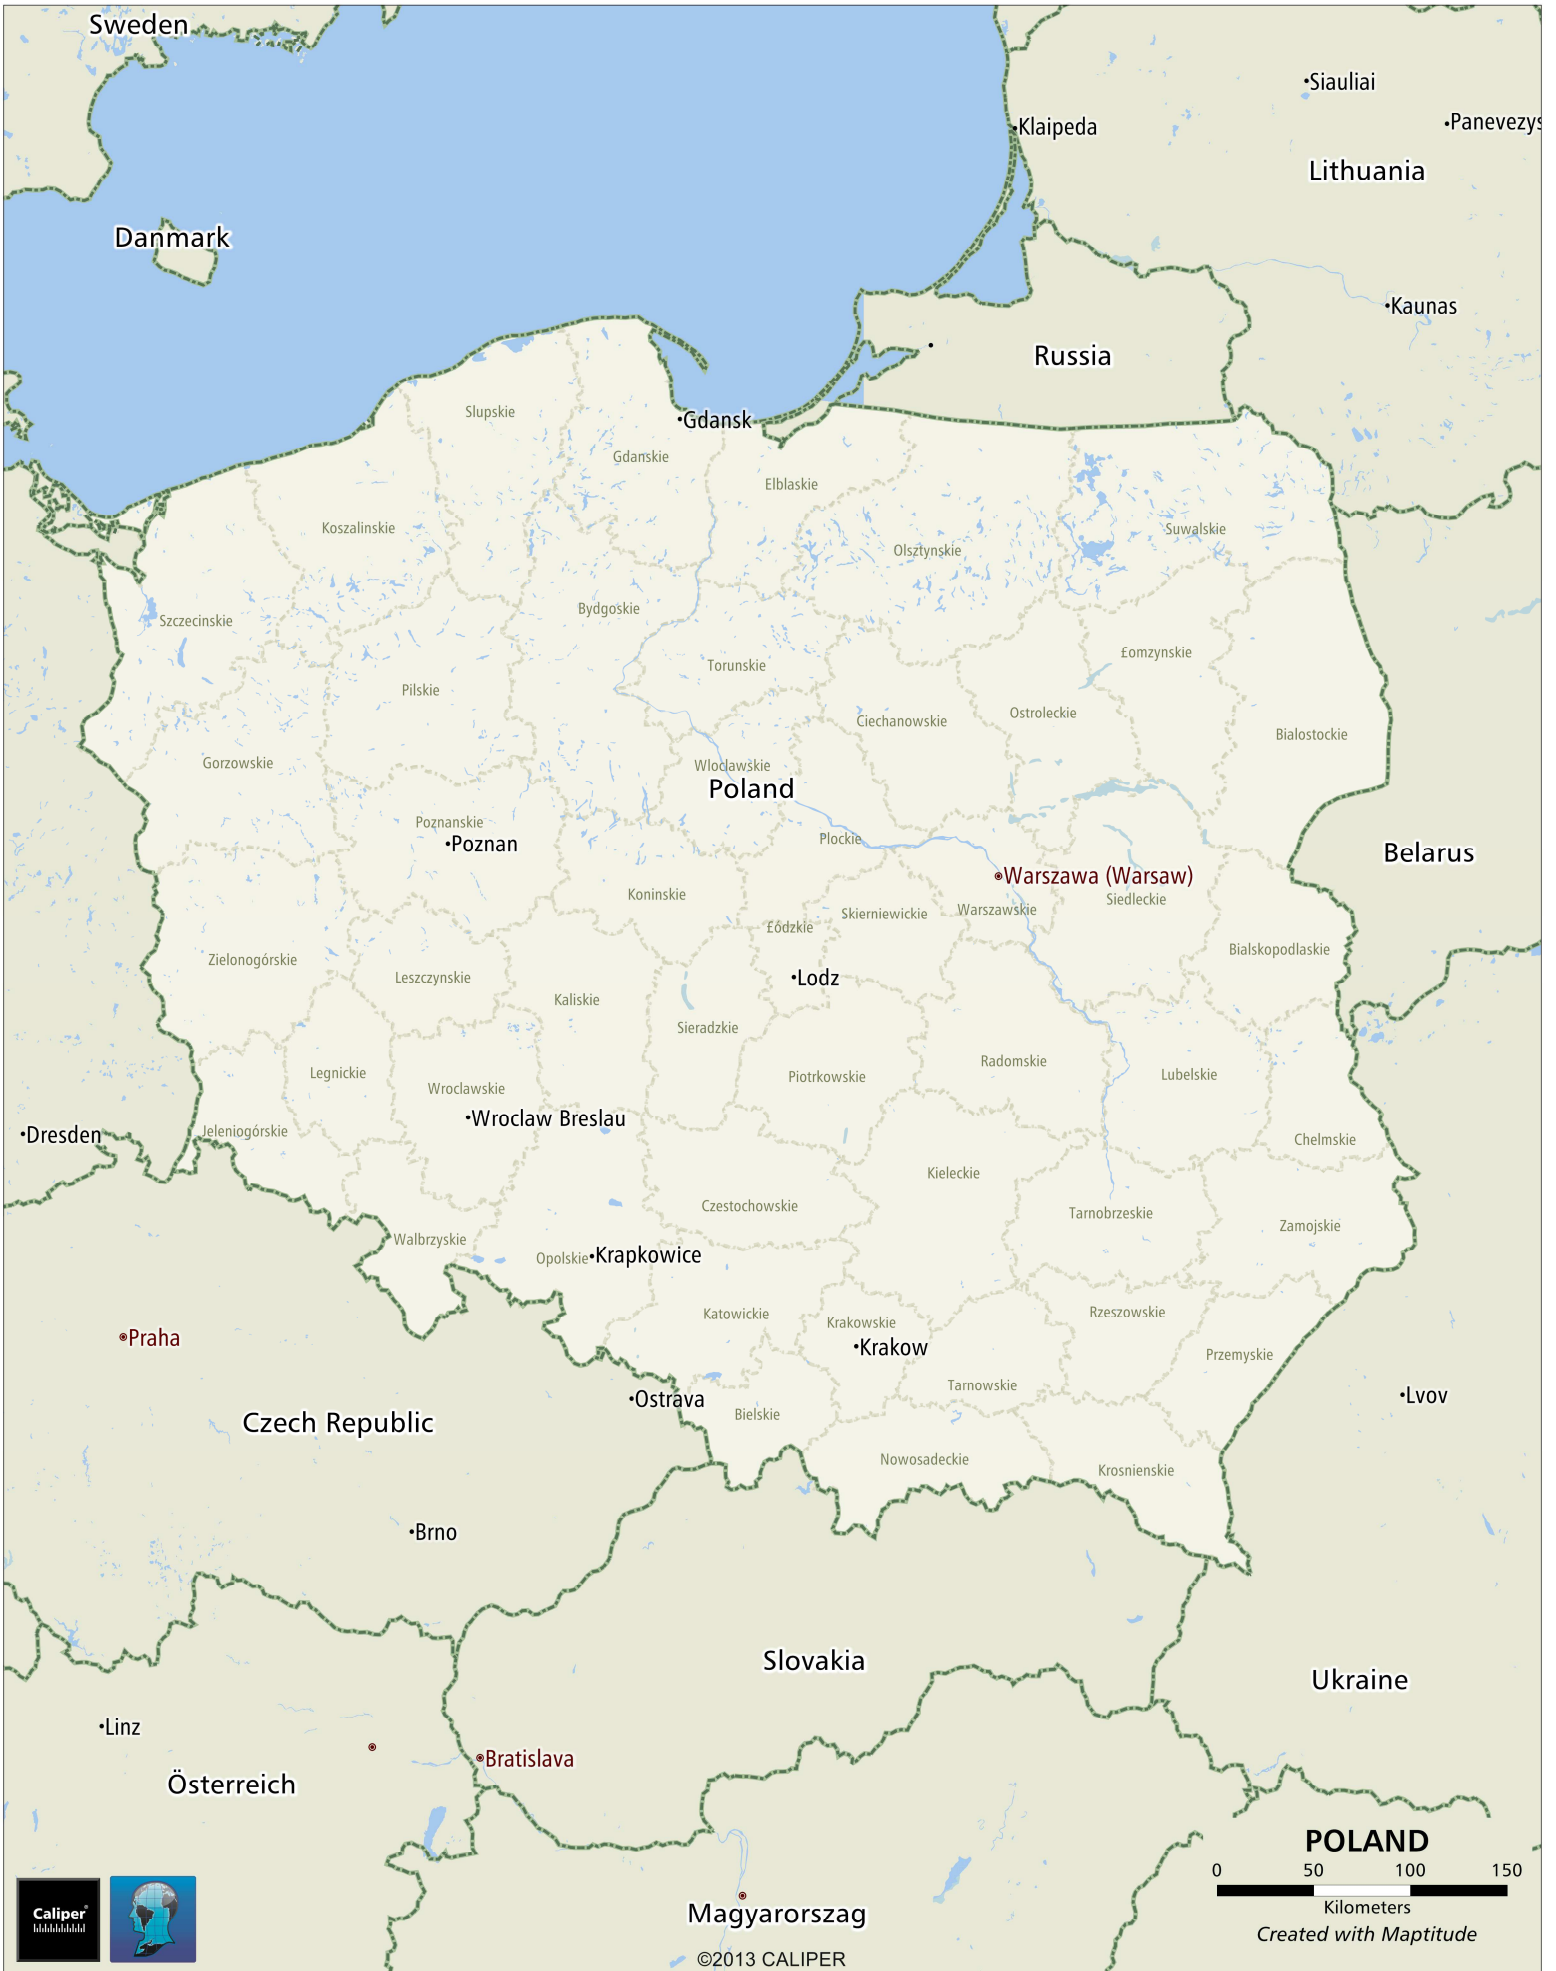 Sweden
Siauliai
Panevezys
Klaipeda
Lithuania
Danmark
Kaunas
Russia
Slupskie
Gdansk
Gdanskie
Elblaskie
Koszalinskie
Suwalskie
Olsztynskie
Szczecinskie
Bydgoskie
£omzynskie
Torunskie
Pilskie
Ciechanowskie
Ostroleckie
Bialostockie
Gorzowskie
Wloclawskie
Poland
Poznanskie
Poznan
Plockie
Belarus
Warszawa (Warsaw)
Koninskie
Siedleckie
Skierniewickie
Warszawskie
£ódzkie
Bialskopodlaskie
Zielonogórskie
Leszczynskie
Lodz
Kaliskie
Sieradzkie
Radomskie
Legnickie
Piotrkowskie
Lubelskie
Wroclawskie
Wroclaw Breslau
Dresden
Jeleniogórskie
Chelmskie
Kieleckie
Czestochowskie
Tarnobrzeskie
Zamojskie
Walbrzyskie
Opolskie
Krapkowice
Katowickie
Rzeszowskie
Krakowskie
Praha
Krakow
Przemyskie
Tarnowskie
Ostrava
Lvov
Bielskie
Czech Republic
Nowosadeckie
Krosnienskie
Brno
Slovakia
Ukraine
Linz
Bratislava
Österreich
POLAND
0 50 100 150
Kilometers
Created with Maptitude
Caliper®
Magyarorszag
©2013 CALIPER